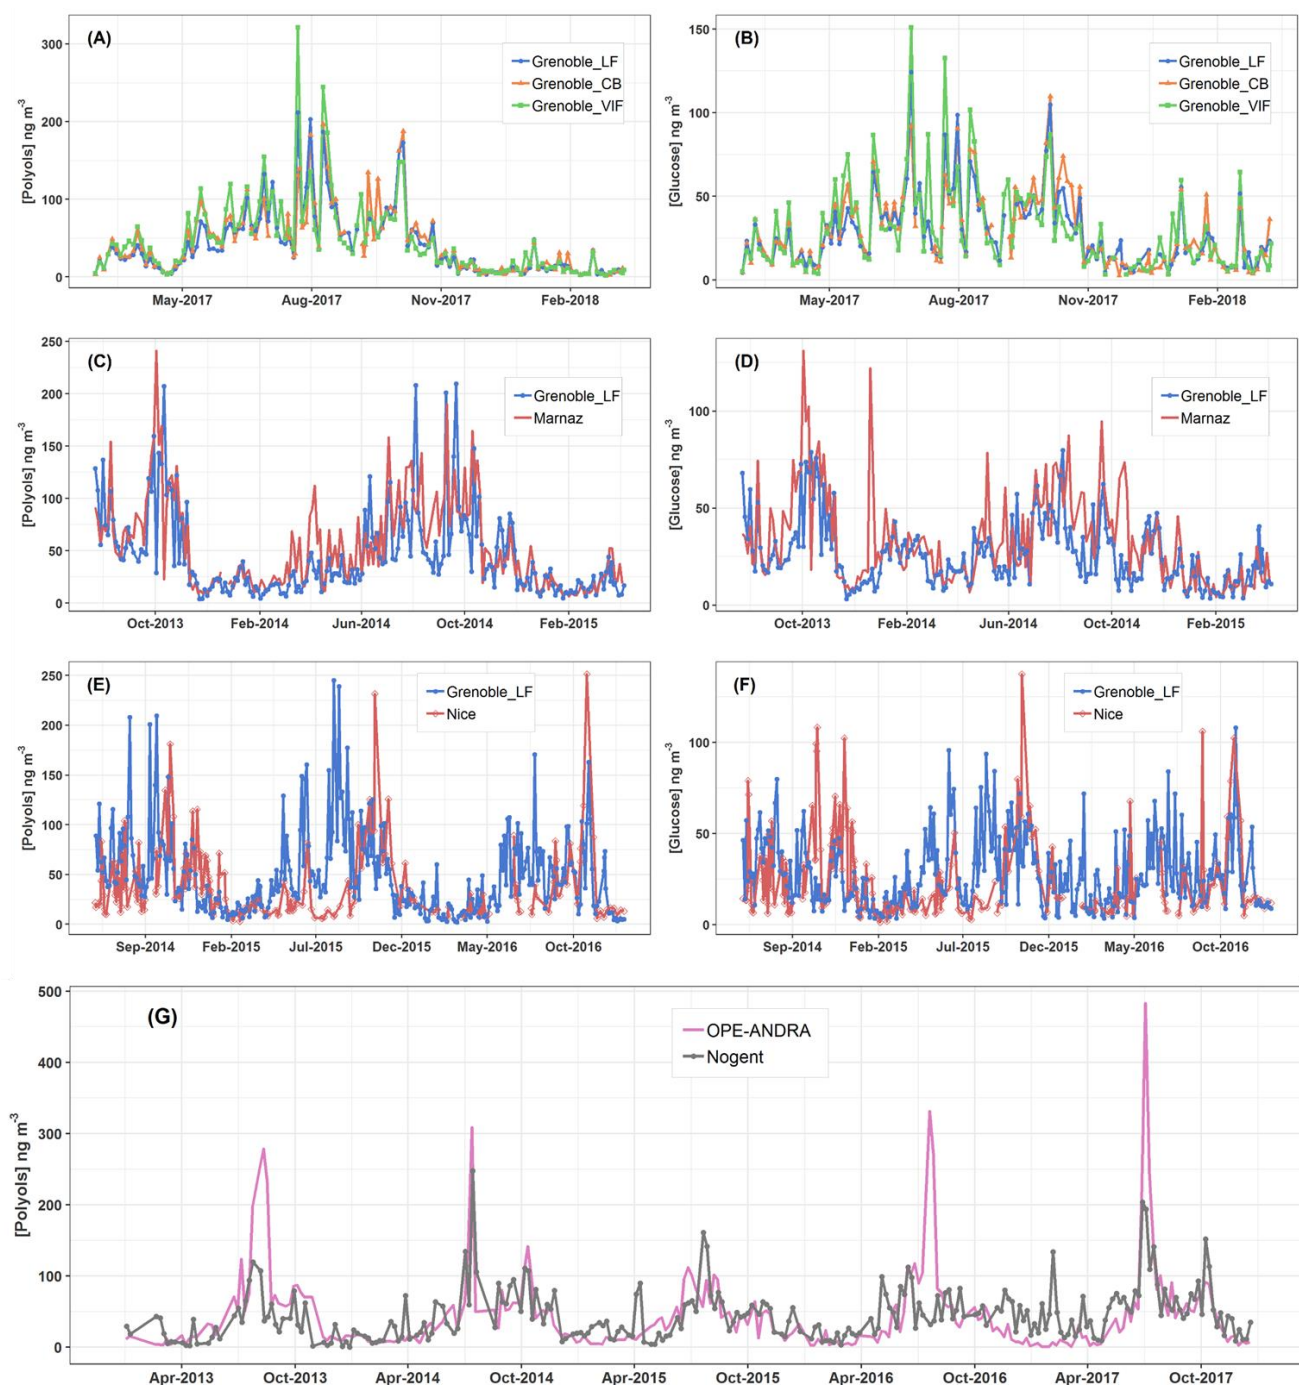 (A)
[Polyols] ng m⁻³
300
200
100
0
Grenoble_LF
Grenoble_CB
Grenoble_VIF
May-2017 Aug-2017 Nov-2017 Feb-2018
(B)
[Glucose] ng m⁻³
150
100
50
0
Grenoble_LF
Grenoble_CB
Grenoble_VIF
May-2017 Aug-2017 Nov-2017 Feb-2018
(C)
[Polyols] ng m⁻³
250
200
150
100
50
0
Grenoble_LF
Marnaz
Oct-2013 Feb-2014 Jun-2014 Oct-2014 Feb-2015
(D)
[Glucose] ng m⁻³
100
50
0
Grenoble_LF
Marnaz
Oct-2013 Feb-2014 Jun-2014 Oct-2014 Feb-2015
(E)
[Polyols] ng m⁻³
250
200
150
100
50
0
Grenoble_LF
Nice
Sep-2014 Feb-2015 Jul-2015 Dec-2015 May-2016 Oct-2016
(F)
[Glucose] ng m⁻³
100
50
0
Grenoble_LF
Nice
Sep-2014 Feb-2015 Jul-2015 Dec-2015 May-2016 Oct-2016
(G)
[Polyols] ng m⁻³
500
400
300
200
100
0
OPE-ANDRA
Nogent
Apr-2013 Oct-2013 Apr-2014 Oct-2014 Apr-2015 Oct-2015 Apr-2016 Oct-2016 Apr-2017 Oct-2017